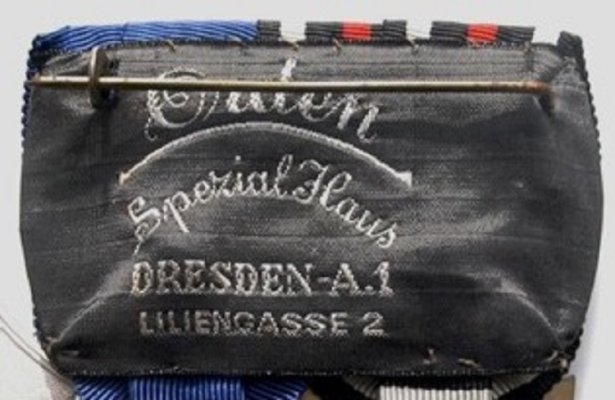 Orden
Spezial Haus
DRESDEN-A.1
LILIENGASSE 2